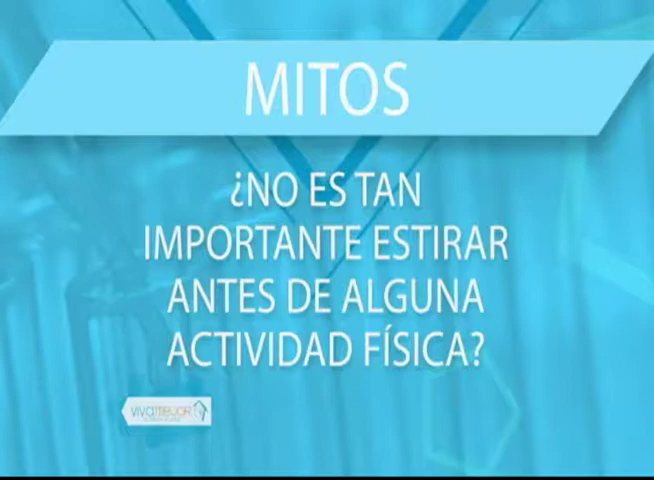 MITOS
¿NO ES TAN
IMPORTANTE ESTIRAR
ANTES DE ALGUNA
ACTIVIDAD FÍSICA?
vivamejor